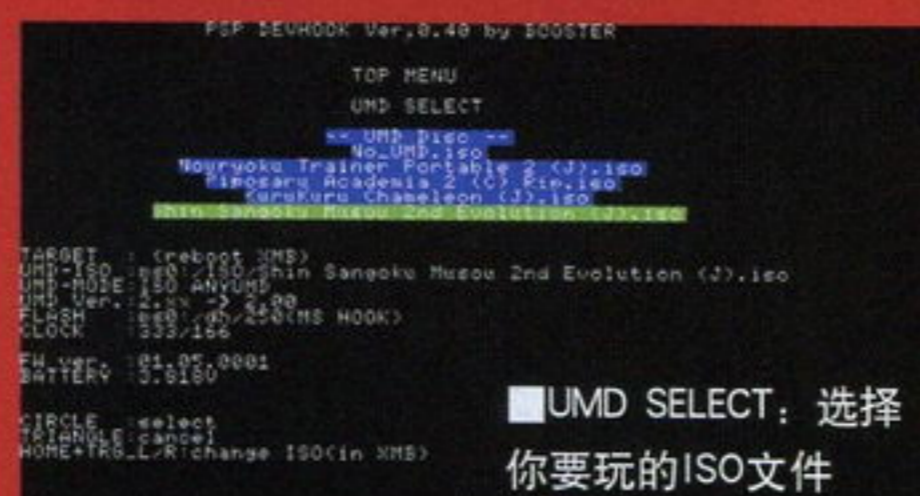 PSP DEVHOOK Ver,0.40 by BOOSTER
TOP MENU
UMD SELECT
-- UMD Disc --
No_UMD.iso
Nouryoku Trainer Portable 2 (J).iso
Academia 2 Rip.iso
KuruKuru Chameleon (J).iso
Shin Sangoku Musou 2nd Evolution (J).iso
TARGET : (reboot XMB)
UMD-ISO :ms0:/ISO/Shin Sangoku Musou 2nd Evolution (J).iso
UMD-MODE:ISO ANYUMD
UMD Ver.:2.xx -> 2.00
FLASH :ms0:/dh/250(MS HOOK)
CLOCK :333/166
FW ver. :01.05.0001
BATTERY
CIRCLE :select
TRIANGLE:cancel
HOME+TRG_L/R:change ISO(in XMB)
■UMD SELECT：选择
你要玩的ISO文件